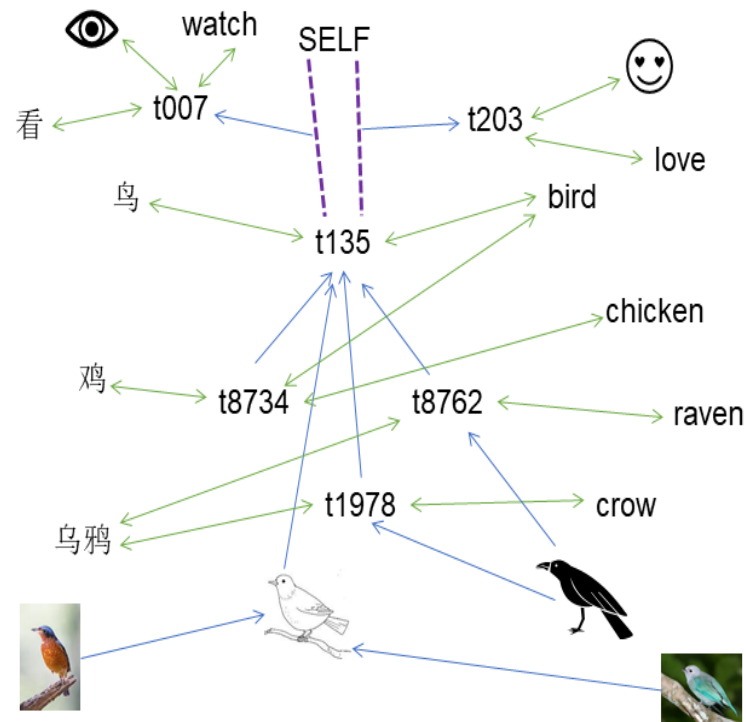 watch
SELF
t007
t203
看
love
鸟
bird
t135
chicken
鸡
t8734
t8762
raven
t1978
crow
乌鸦